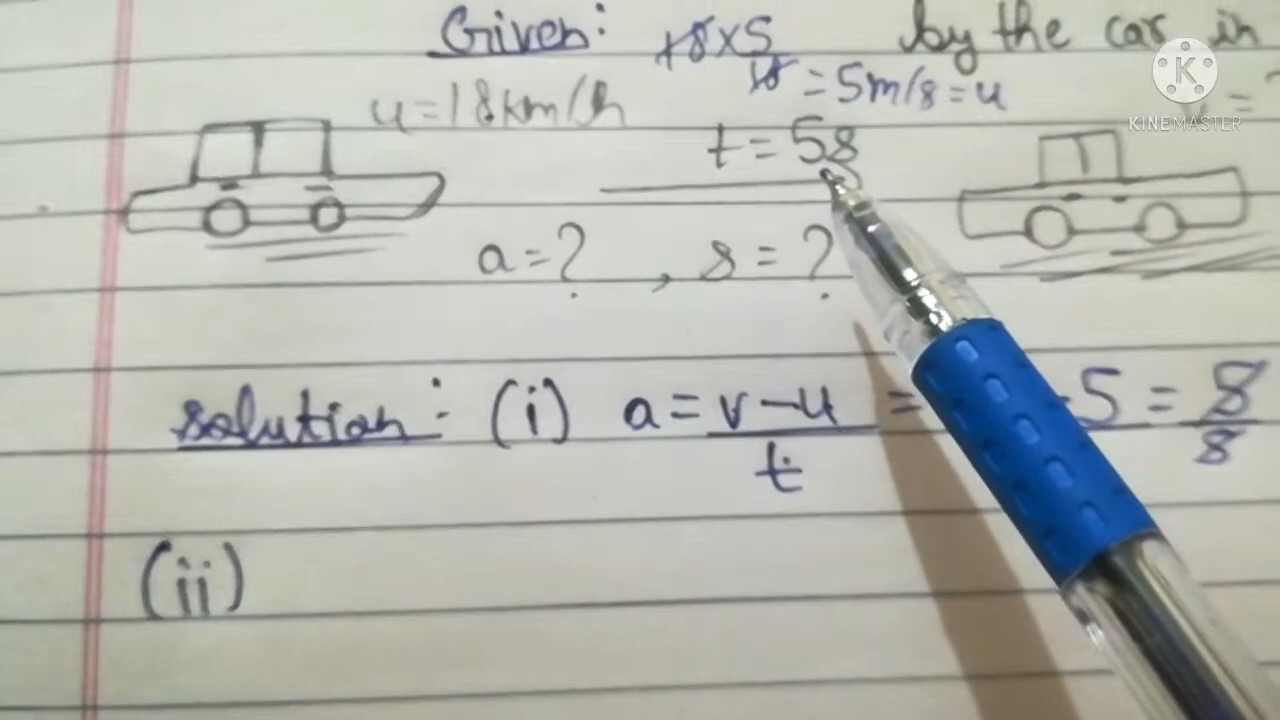 Given: 18×5/18 = 5m/s = u by the car in
u = 18km/h
t = 5s
a = ? , s = ?
solution: (i) a = v-u/t = -5 = 8/8
(ii)
K
KINEMASTER